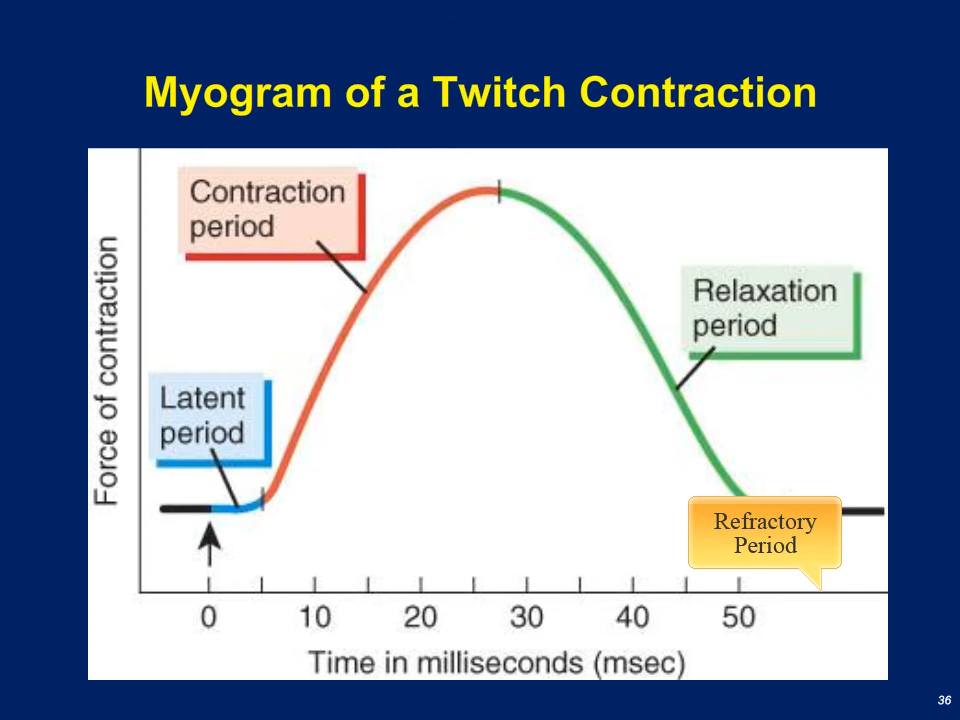 Myogram of a Twitch Contraction
Contraction
period
Relaxation
period
Latent
period
Force of contraction
Refractory
Period
0 10 20 30 40 50
Time in milliseconds (msec)
36